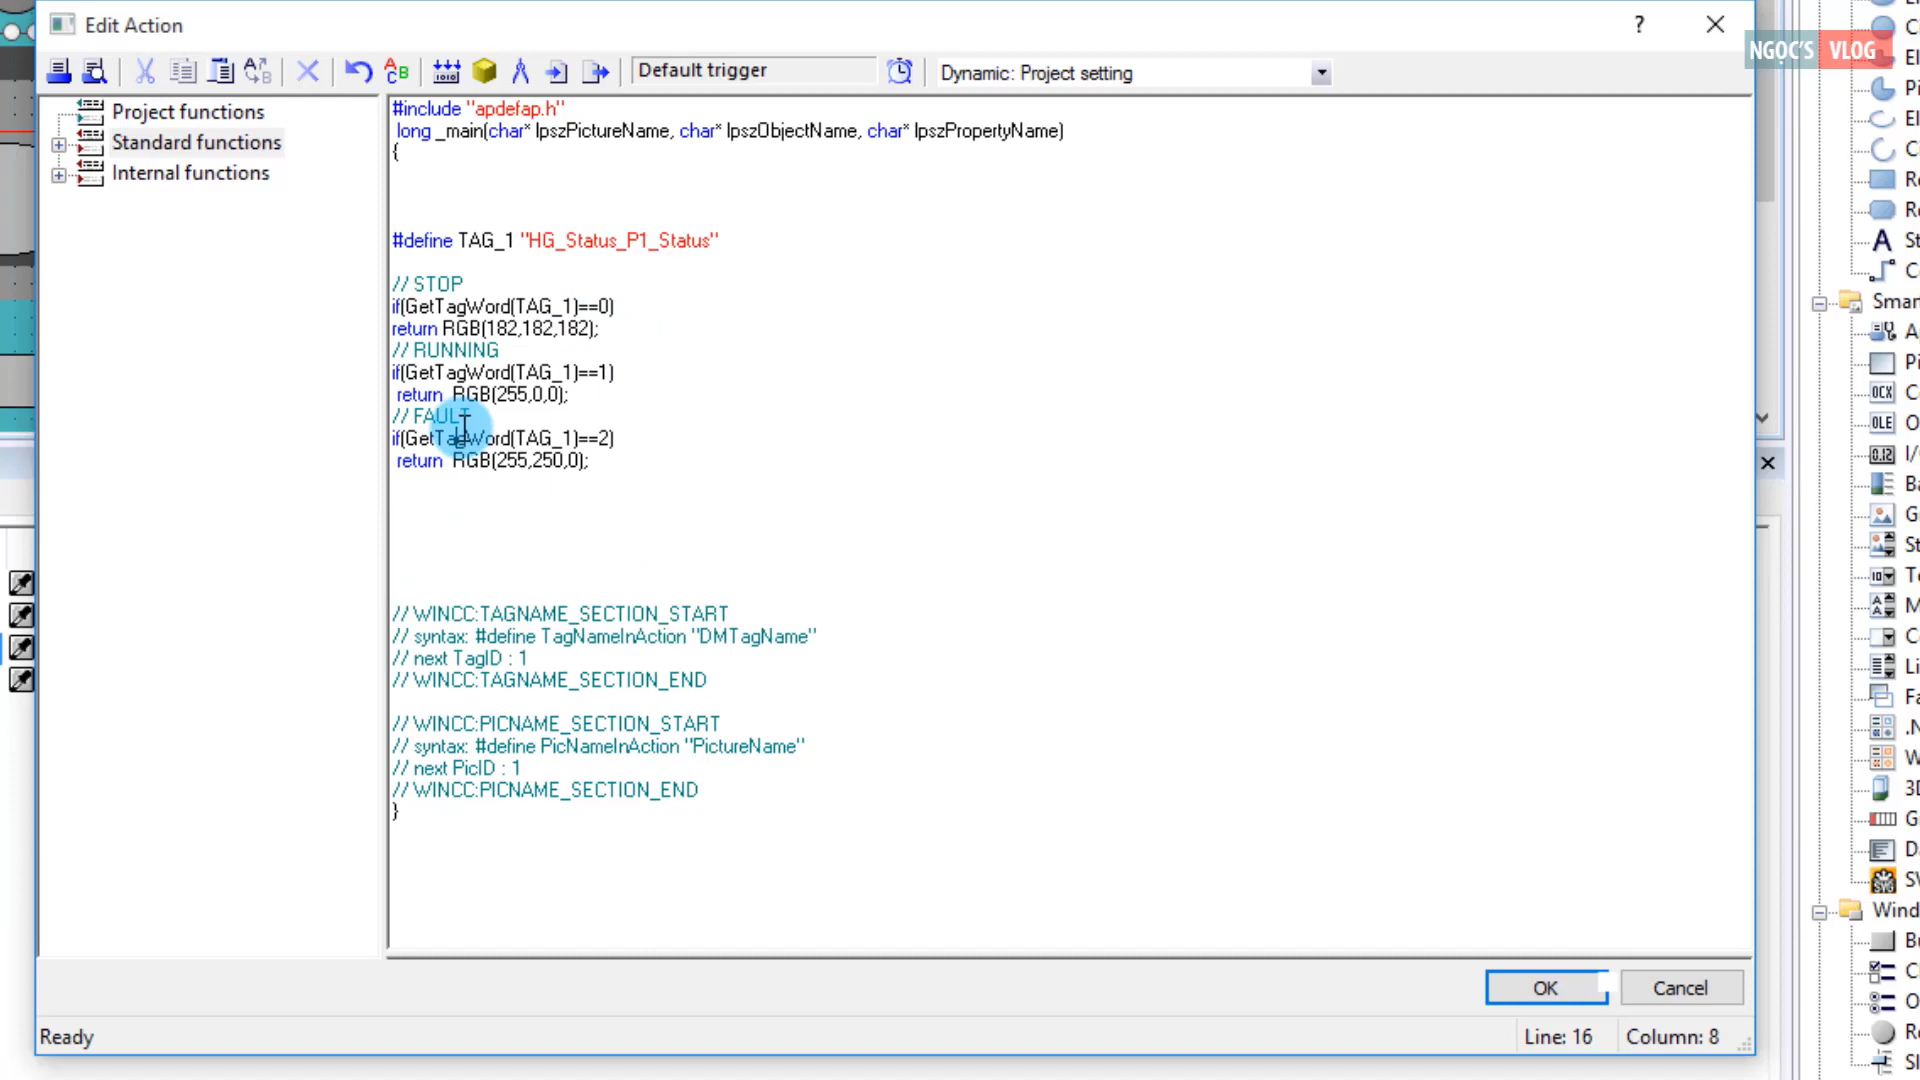 Edit Action
?
NGỌC'S VLOG
Default trigger
Dynamic: Project setting
Project functions
Standard functions
Internal functions
#include "apdefap.h"
long _main(char* lpszPictureName, char* lpszObjectName, char* lpszPropertyName)
{
#define TAG_1 "HG_Status_P1_Status"
// STOP
if(GetTagWord(TAG_1)==0)
return RGB(182,182,182);
// RUNNING
if(GetTagWord(TAG_1)==1)
return RGB(255,0,0);
// FAULT
if(GetTagWord(TAG_1)==2)
return RGB(255,250,0);
// WINCC:TAGNAME_SECTION_START
// syntax: #define TagNameInAction "DMTagName"
// next TagID : 1
// WINCC:TAGNAME_SECTION_END
// WINCC:PICNAME_SECTION_START
// syntax: #define PicNameInAction "PictureName"
// next PicID : 1
// WINCC:PICNAME_SECTION_END
}
OK
Cancel
Ready
Line: 16
Column: 8